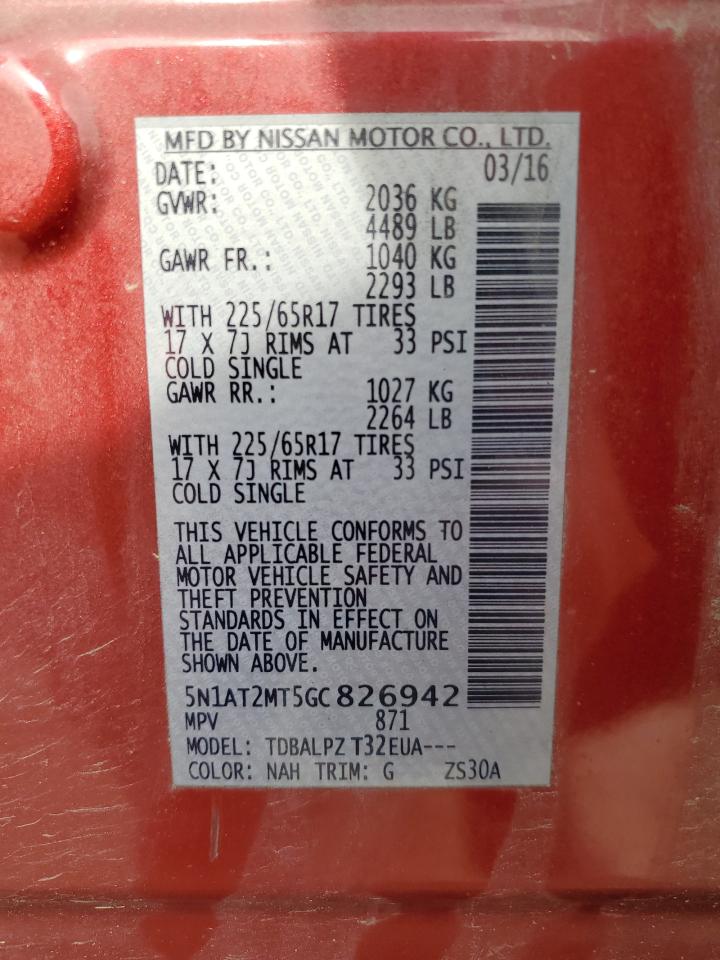 MFD BY NISSAN MOTOR CO., LTD.
DATE: 03/16
GVWR: 2036 KG
4489 LB
GAWR FR.: 1040 KG
2293 LB
WITH 225/65R17 TIRES
17 X 7J RIMS AT 33 PSI
COLD SINGLE
GAWR RR.: 1027 KG
2264 LB
WITH 225/65R17 TIRES
17 X 7J RIMS AT 33 PSI
COLD SINGLE
THIS VEHICLE CONFORMS TO
ALL APPLICABLE FEDERAL
MOTOR VEHICLE SAFETY AND
THEFT PREVENTION
STANDARDS IN EFFECT ON
THE DATE OF MANUFACTURE
SHOWN ABOVE.
5N1AT2MT5GC826942
MPV 871
MODEL: TDBALPZ T32EUA---
COLOR: NAH TRIM: G ZS30A